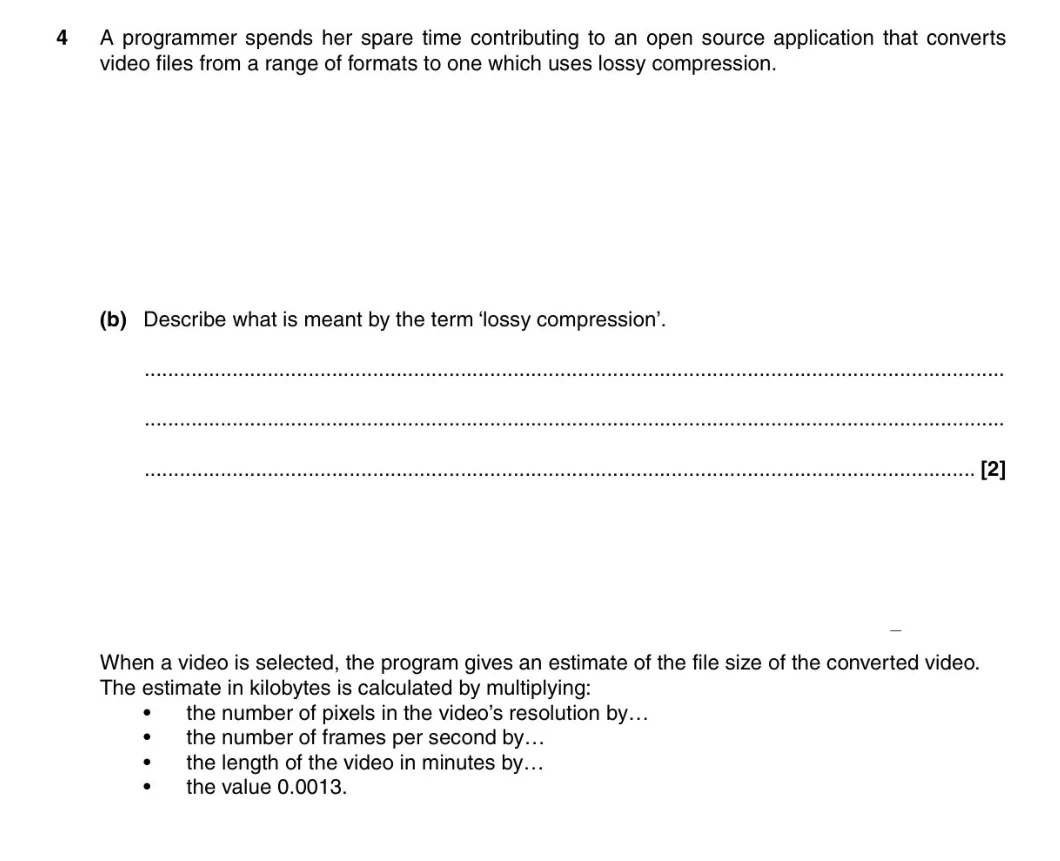 4 A programmer spends her spare time contributing to an open source application that converts
video files from a range of formats to one which uses lossy compression.
(b) Describe what is meant by the term ‘lossy compression’.
................................................................................
................................................................................
................................................................................ [2]
When a video is selected, the program gives an estimate of the file size of the converted video.
The estimate in kilobytes is calculated by multiplying:
• the number of pixels in the video’s resolution by…
• the number of frames per second by…
• the length of the video in minutes by…
• the value 0.0013.